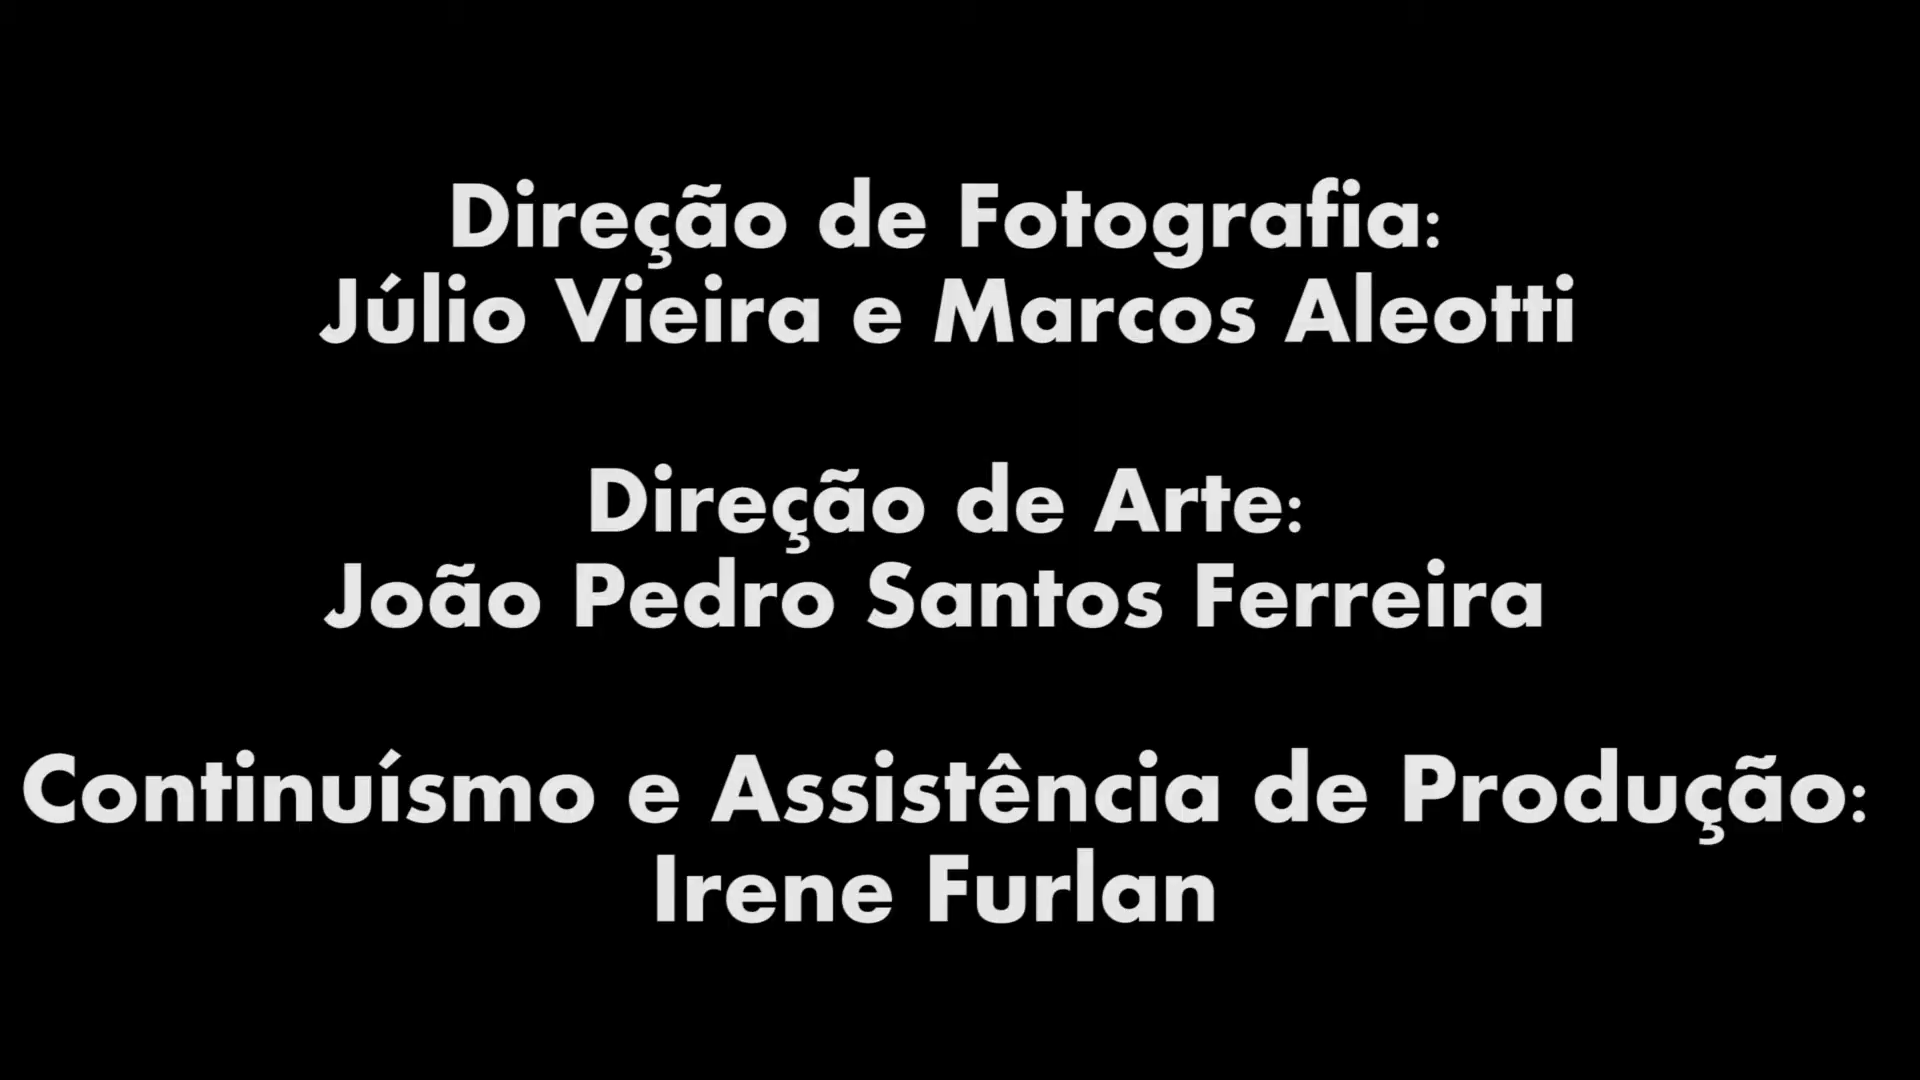 Direção de Fotografia:
Júlio Vieira e Marcos Aleotti
Direção de Arte:
João Pedro Santos Ferreira
Continuísmo e Assistência de Produção:
Irene Furlan